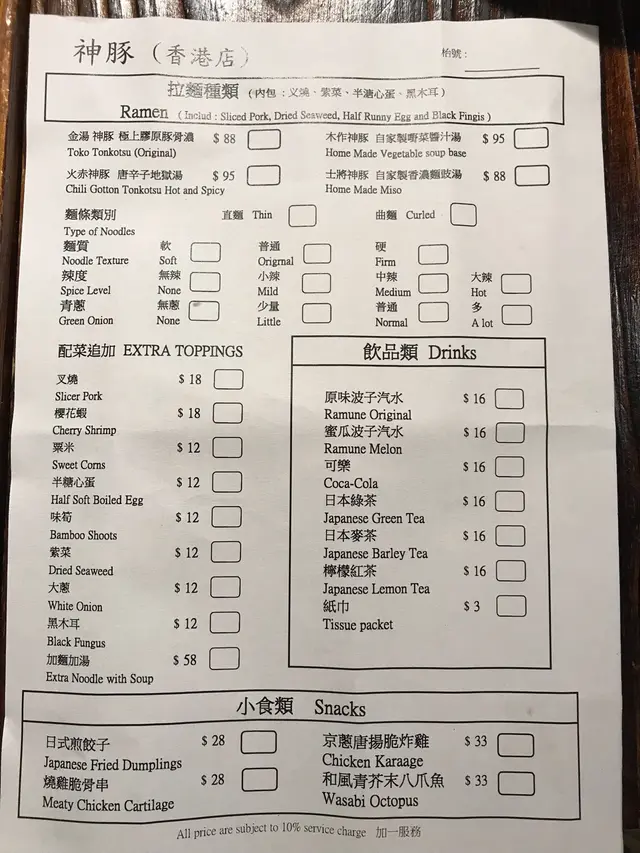 神豚（香港店）
枱號：
拉麵種類（內包：叉燒、紫菜、半溏心蛋、黑木耳）
Ramen ( Includ : Sliced Pork, Dried Seaweed, Half Runny Egg and Black Fingis )
金湯 神豚 極上膠原豚骨濃 $ 88
Toko Tonkotsu (Original)
木作神豚 自家製嘢菜醬汁湯 $ 95
Home Made Vegetable soup base
火赤神豚 唐辛子地獄湯 $ 95
Chili Gotton Tonkotsu Hot and Spicy
士將神豚 自家製香濃麵豉湯 $ 88
Home Made Miso
麵條類別 直麵 Thin 曲麵 Curled
Type of Noodles
麵質 軟 普通 硬
Noodle Texture Soft Orignal Firm
辣度 無辣 小辣 中辣 大辣
Spice Level None Mild Medium Hot
青蔥 無蔥 少量 普通 多
Green Onion None Little Normal A lot
配菜追加 EXTRA TOPPINGS
叉燒 $ 18
Slicer Pork
櫻花蝦 $ 18
Cherry Shrimp
粟米 $ 12
Sweet Corns
半溏心蛋 $ 12
Half Soft Boiled Egg
味筍 $ 12
Bamboo Shoots
紫菜 $ 12
Dried Seaweed
大蔥 $ 12
White Onion
黑木耳 $ 12
Black Fungus
加麵加湯 $ 58
Extra Noodle with Soup
飲品類 Drinks
原味波子汽水 $ 16
Ramune Original
蜜瓜波子汽水 $ 16
Ramune Melon
可樂 $ 16
Coca-Cola
日本綠茶 $ 16
Japanese Green Tea
日本麥茶 $ 16
Japanese Barley Tea
檸檬紅茶 $ 16
Japanese Lemon Tea
紙巾 $ 3
Tissue packet
小食類 Snacks
日式煎餃子 $ 28
Japanese Fried Dumplings
燒雞脆骨串 $ 28
Meaty Chicken Cartilage
京蔥唐揚脆炸雞 $ 33
Chicken Karaage
和風青芥末八爪魚 $ 33
Wasabi Octopus
All price are subject to 10% service charge 加一服務